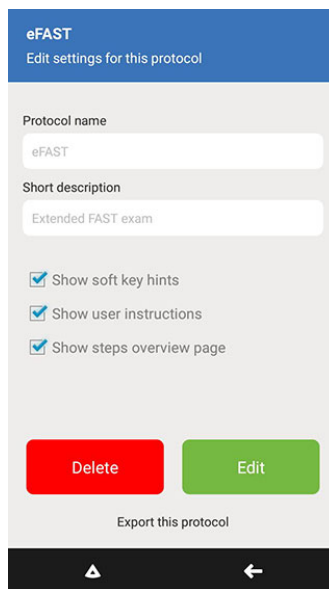 eFAST
Edit settings for this protocol
Protocol name
eFAST
Short description
Extended FAST exam
Show soft key hints
Show user instructions
Show steps overview page
Delete
Edit
Export this protocol